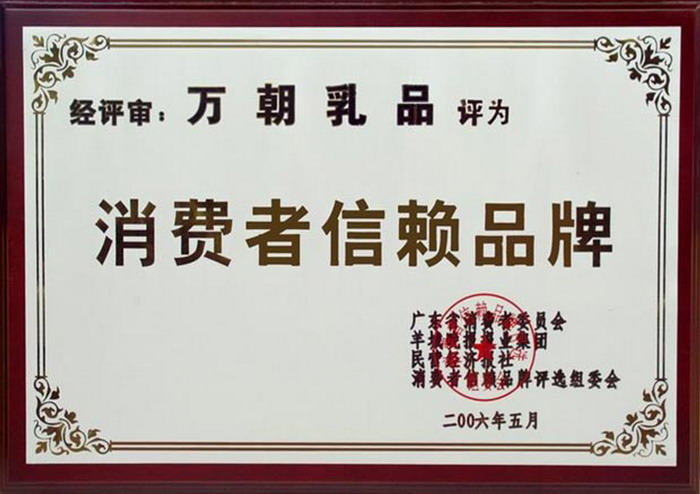 经评审：万朝乳品评为
消费者信赖品牌
广东省消费者委员会
羊城晚报报业集团
民营经济报社
消费者信赖品牌评选组委会
二00六年五月